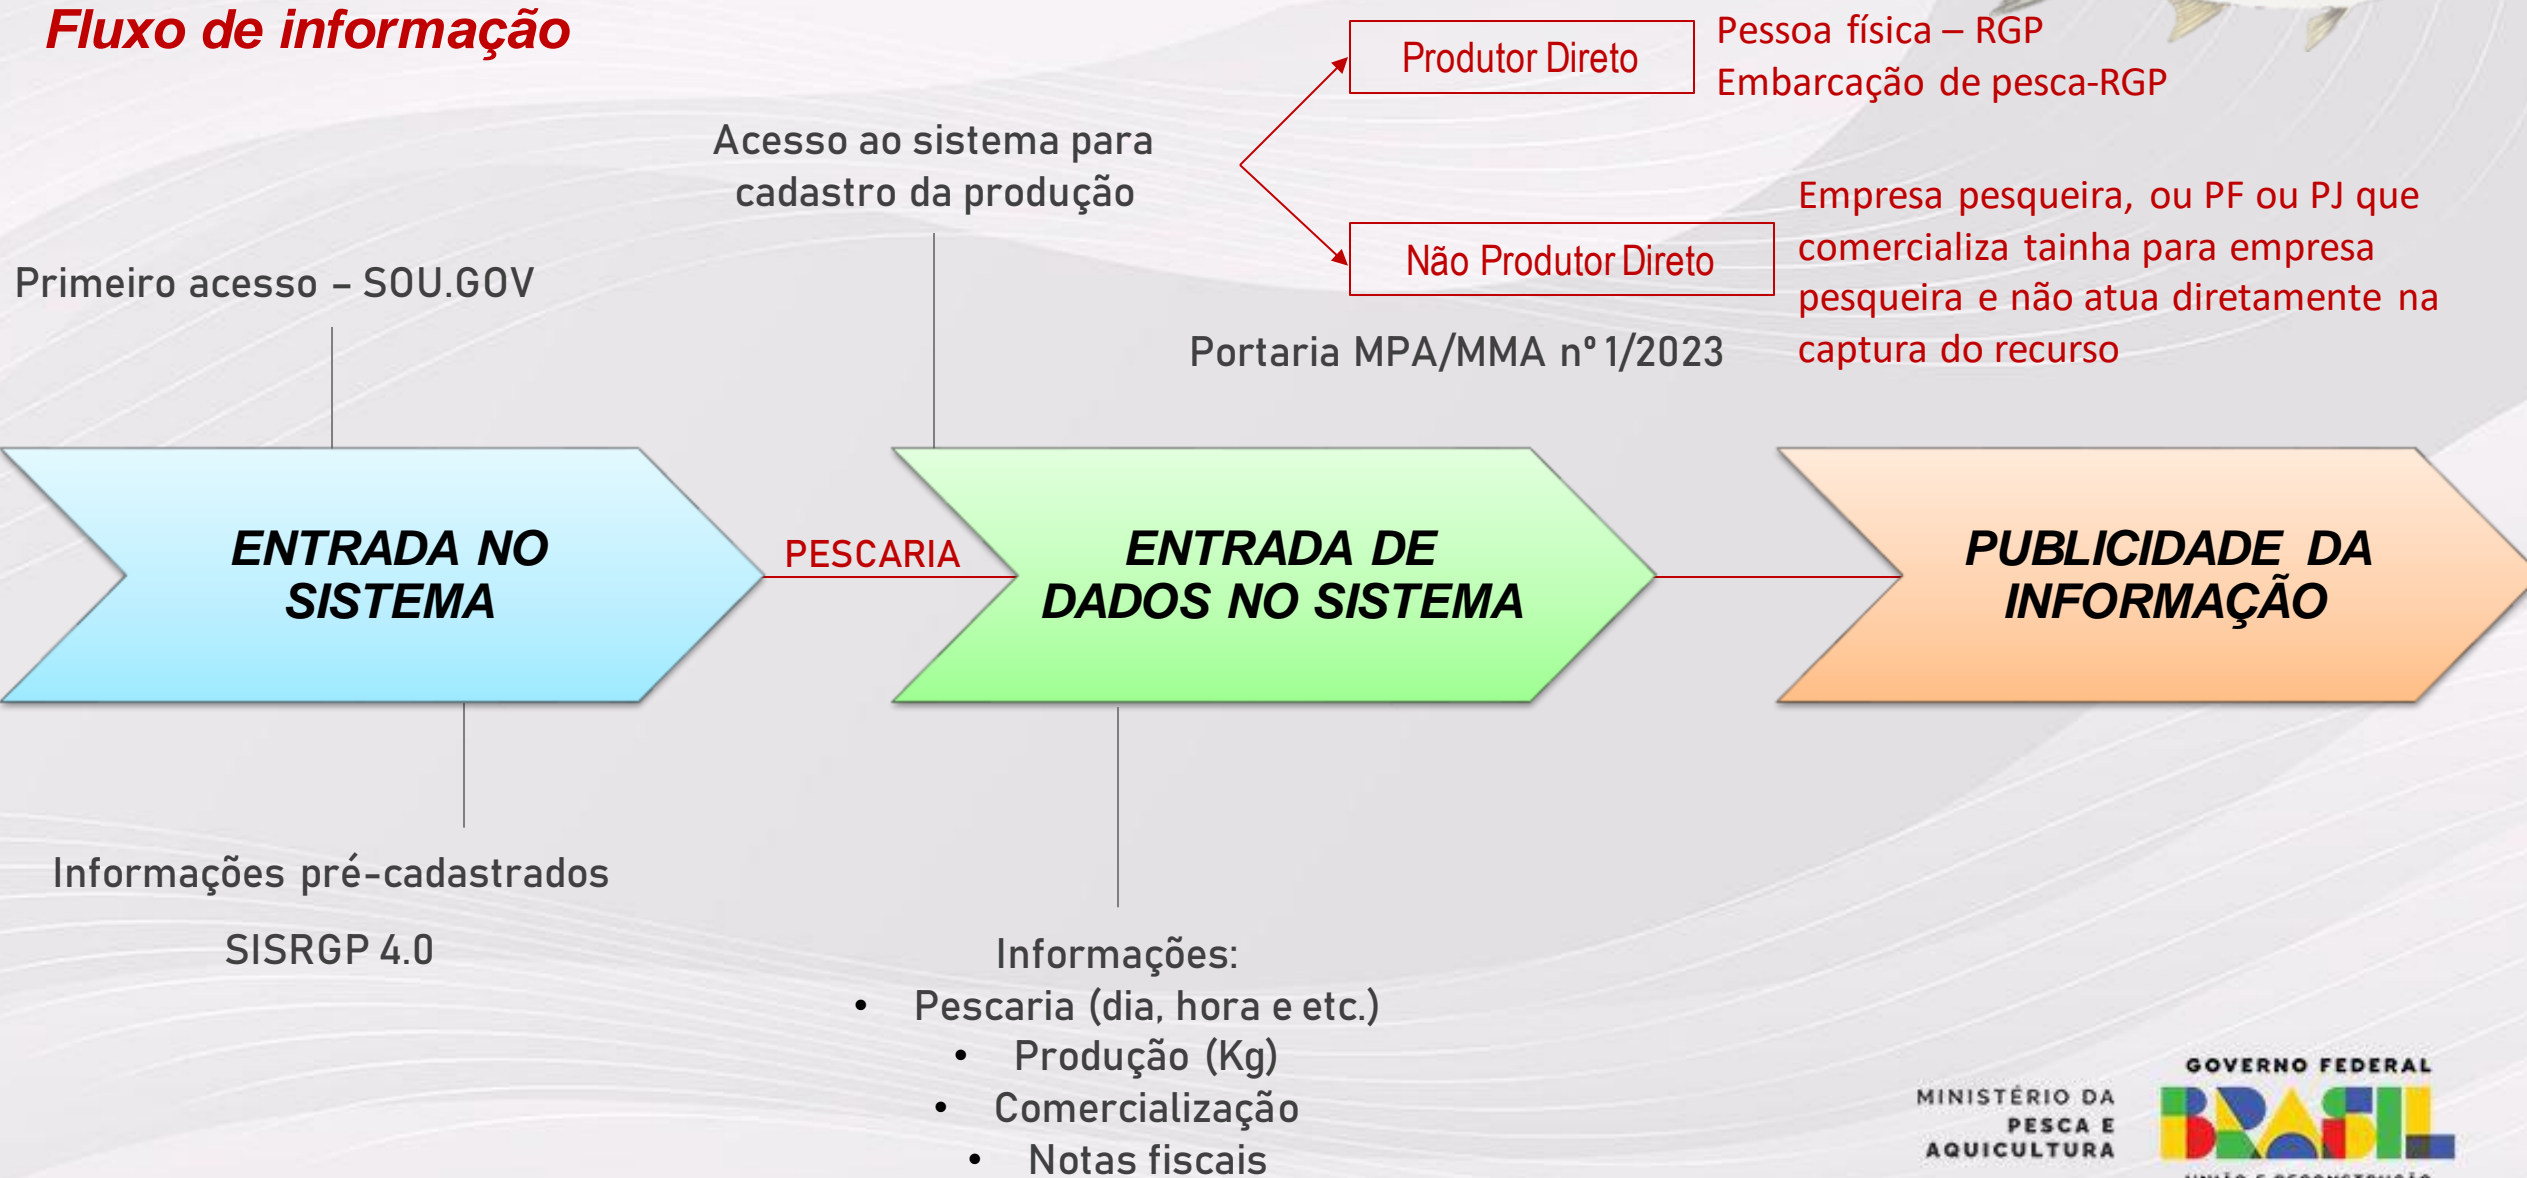 Fluxo de informação
Produtor Direto
Pessoa física – RGP
Embarcação de pesca-RGP
Acesso ao sistema para
cadastro da produção
Não Produtor Direto
Empresa pesqueira, ou PF ou PJ que
comercializa tainha para empresa
pesqueira e não atua diretamente na
captura do recurso
Primeiro acesso – SOU.GOV
Portaria MPA/MMA nº 1/2023
ENTRADA NO
SISTEMA
PESCARIA
ENTRADA DE
DADOS NO SISTEMA
PUBLICIDADE DA
INFORMAÇÃO
Informações pré-cadastrados
SISRGP 4.0
Informações:
• Pescaria (dia, hora e etc.)
• Produção (Kg)
• Comercialização
• Notas fiscais
MINISTÉRIO DA
PESCA E
AQUICULTURA
GOVERNO FEDERAL
BRASIL
UNIÃO E RECONSTRUÇÃO